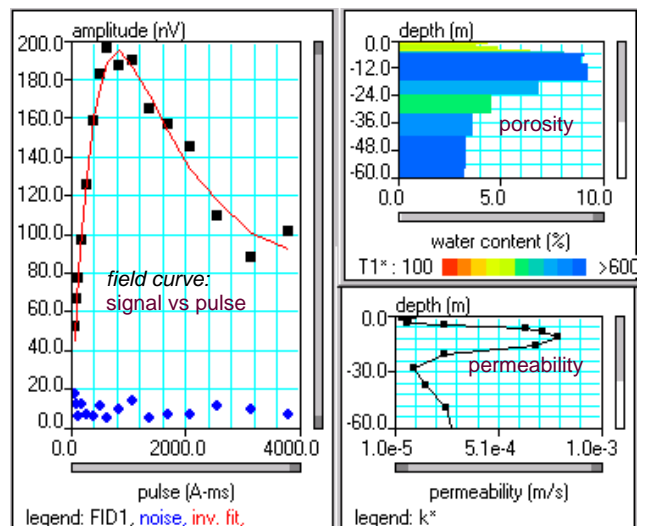 amplitude (nV)
200.0
180.0
160.0
140.0
120.0
100.0
80.0
60.0
40.0
20.0
0.0
field curve:
signal vs pulse
0.0 2000.0 4000.0
pulse (A-ms)
legend: FID1, noise, inv. fit,
depth (m)
0.0
-12.0
-24.0
-36.0
-48.0
-60.0
porosity
0.0 5.0 10.0
water content (%)
T1* : 100 >600
depth (m)
0.0
-30.0
-60.0
permeability
1.0e-5 5.1e-4 1.0e-3
permeability (m/s)
legend: k*